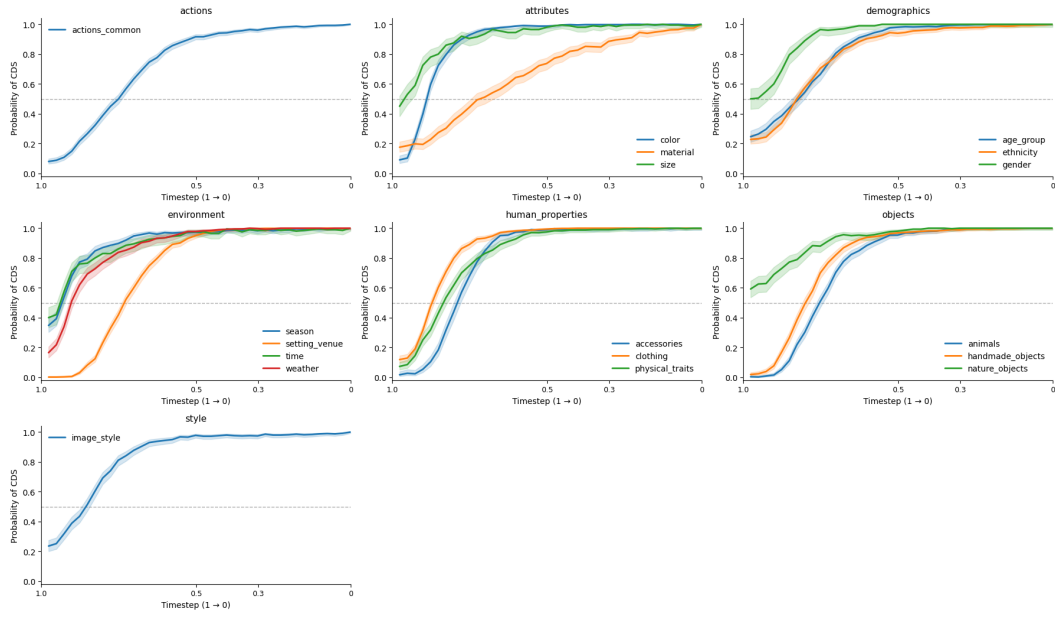 actions
Probability of CDS
1.0
0.8
0.6
0.4
0.2
0.0
actions_common
1.0
0.5
0.3
0
Timestep (1 → 0)
attributes
Probability of CDS
1.0
0.8
0.6
0.4
0.2
0.0
color
material
size
1.0
0.5
0.3
0
Timestep (1 → 0)
demographics
Probability of CDS
1.0
0.8
0.6
0.4
0.2
0.0
age_group
ethnicity
gender
1.0
0.5
0.3
0
Timestep (1 → 0)
environment
Probability of CDS
1.0
0.8
0.6
0.4
0.2
0.0
season
setting_venue
time
weather
1.0
0.5
0.3
0
Timestep (1 → 0)
human_properties
Probability of CDS
1.0
0.8
0.6
0.4
0.2
0.0
accessories
clothing
physical_traits
1.0
0.5
0.3
0
Timestep (1 → 0)
objects
Probability of CDS
1.0
0.8
0.6
0.4
0.2
0.0
animals
handmade_objects
nature_objects
1.0
0.5
0.3
0
Timestep (1 → 0)
style
Probability of CDS
1.0
0.8
0.6
0.4
0.2
0.0
image_style
1.0
0.5
0.3
0
Timestep (1 → 0)